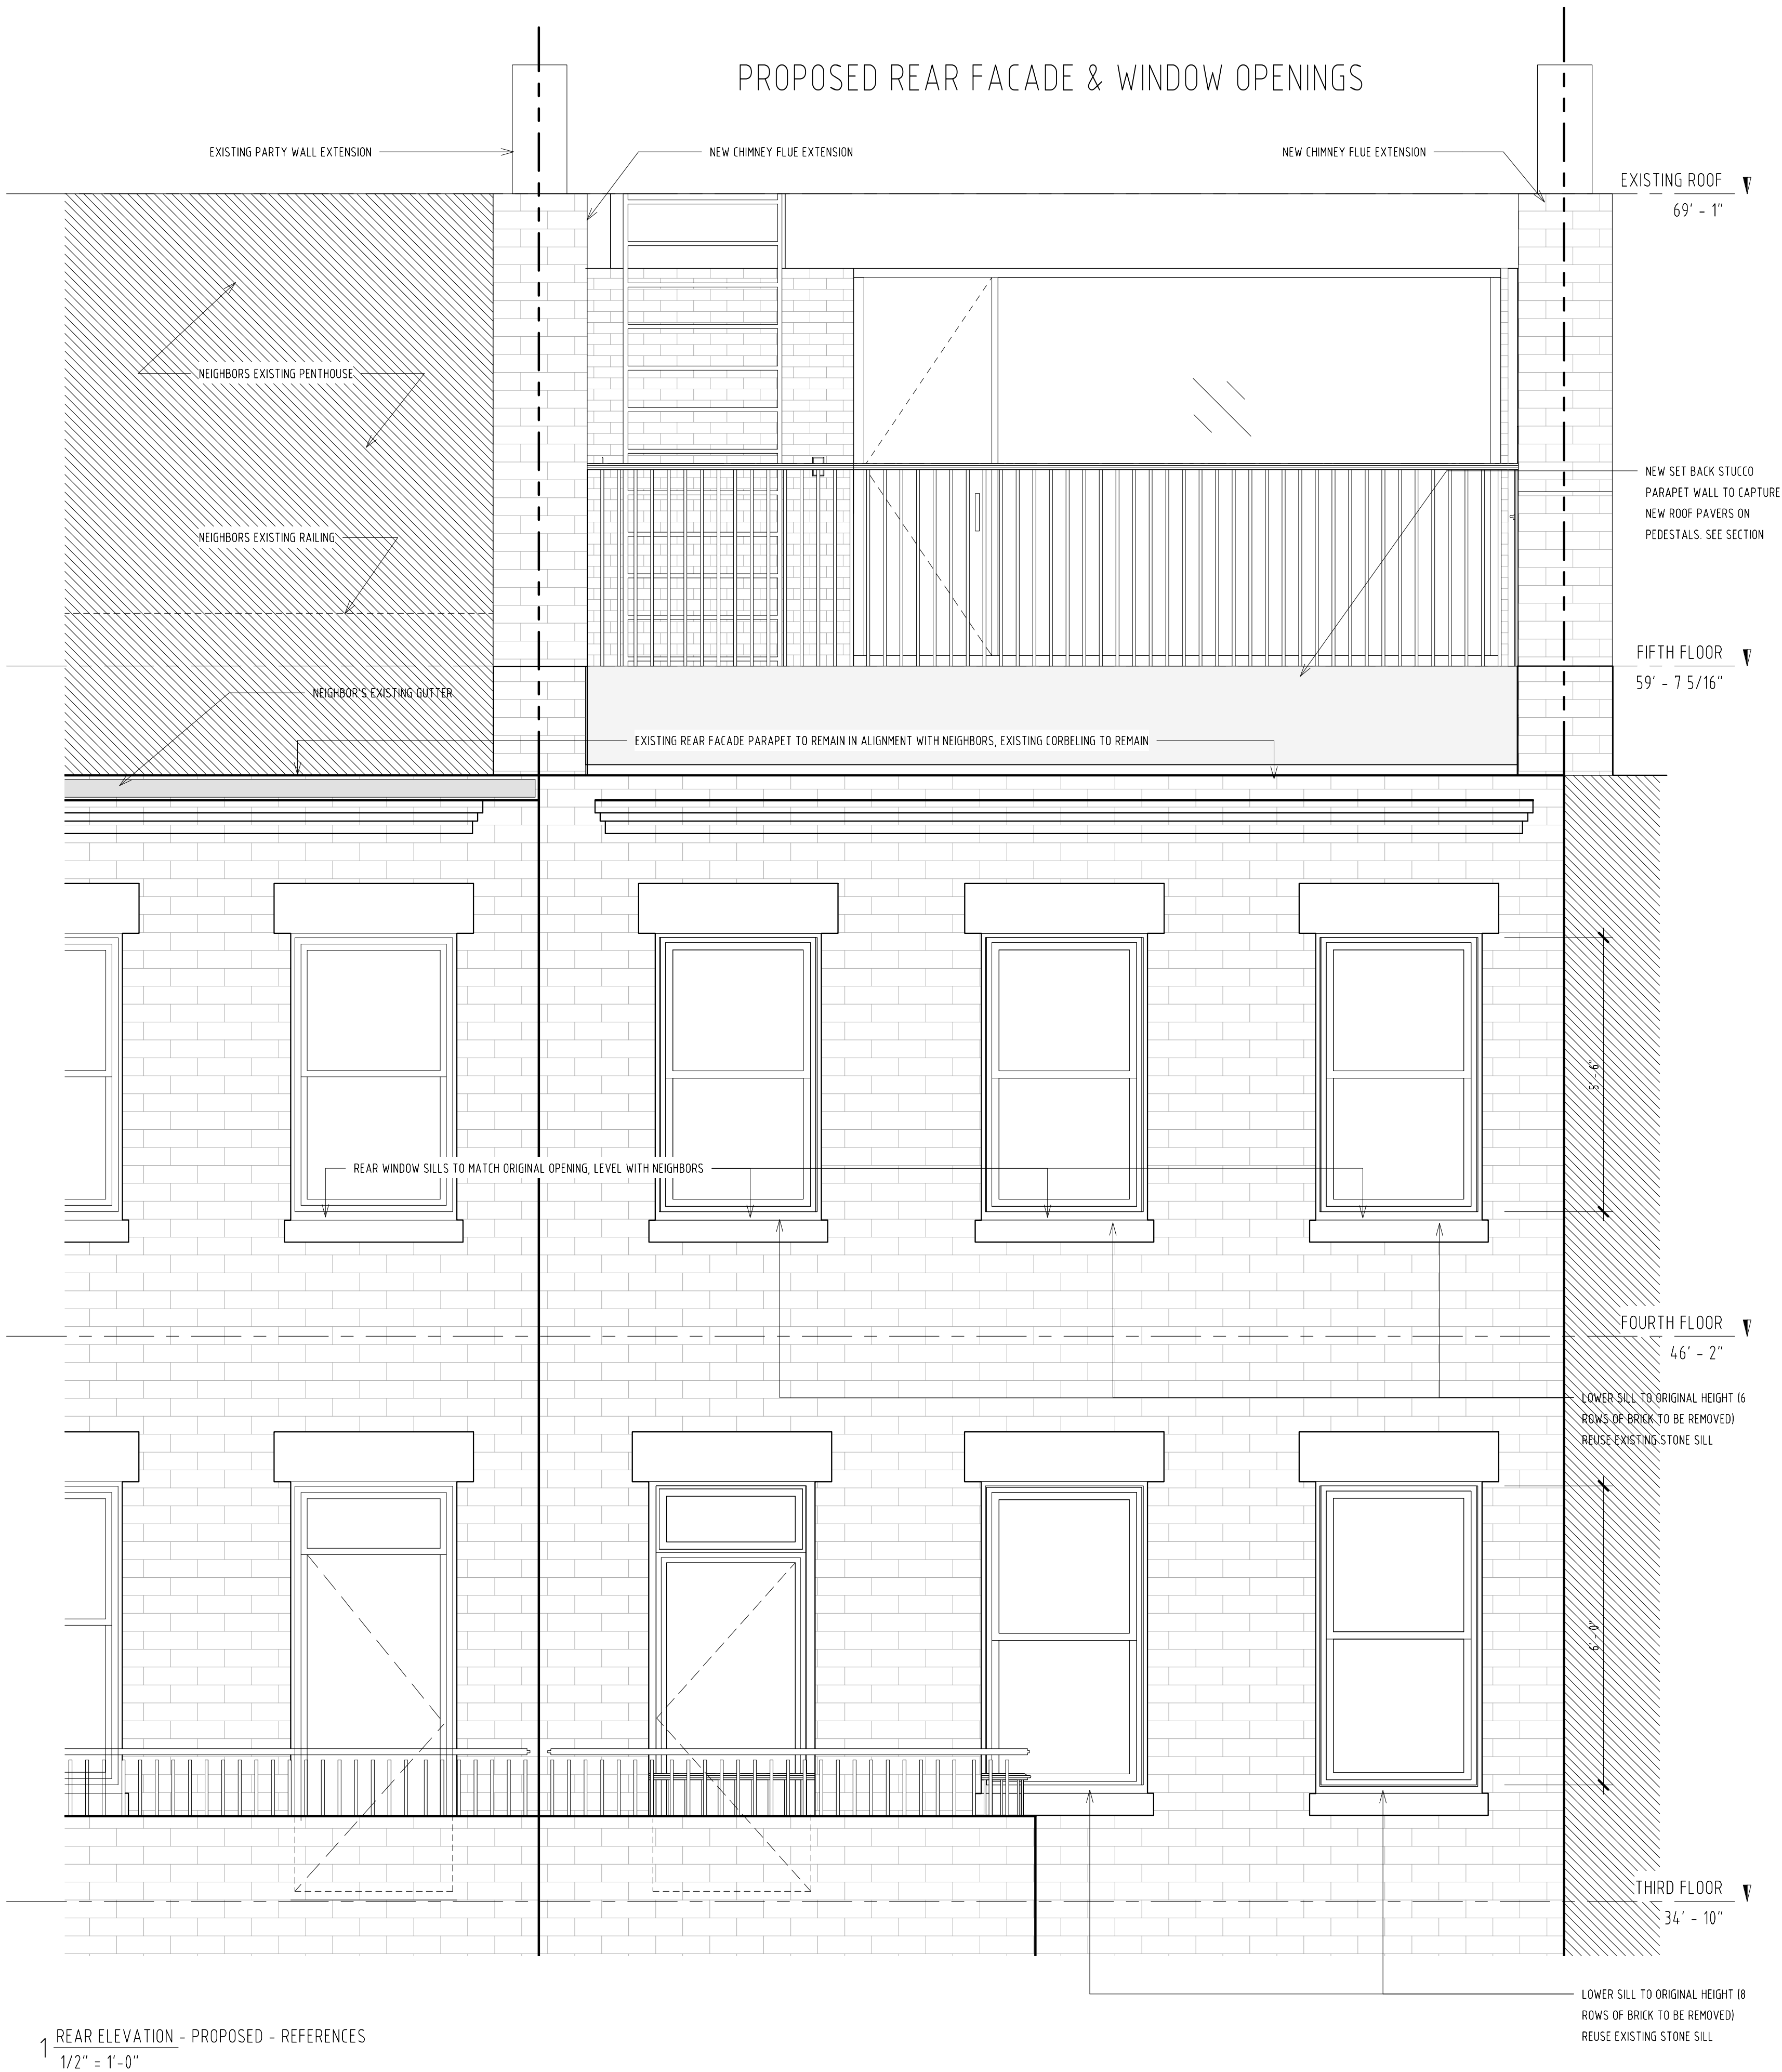 PROPOSED REAR FACADE & WINDOW OPENINGS
EXISTING PARTY WALL EXTENSION
NEW CHIMNEY FLUE EXTENSION
NEW CHIMNEY FLUE EXTENSION
EXISTING ROOF
69' - 1"
NEIGHBORS EXISTING PENTHOUSE
NEW SET BACK STUCCO
PARAPET WALL TO CAPTURE
NEW ROOF PAVERS ON
PEDESTALS. SEE SECTION
NEIGHBORS EXISTING RAILING
FIFTH FLOOR
59' - 7 5/16"
NEIGHBOR'S EXISTING GUTTER
EXISTING REAR FACADE PARAPET TO REMAIN IN ALIGNMENT WITH NEIGHBORS, EXISTING CORBELING TO REMAIN
5' - 6"
REAR WINDOW SILLS TO MATCH ORIGINAL OPENING, LEVEL WITH NEIGHBORS
FOURTH FLOOR
46' - 2"
LOWER SILL TO ORIGINAL HEIGHT (6
ROWS OF BRICK TO BE REMOVED)
REUSE EXISTING STONE SILL
6' - 0"
THIRD FLOOR
34' - 10"
LOWER SILL TO ORIGINAL HEIGHT (8
ROWS OF BRICK TO BE REMOVED)
REUSE EXISTING STONE SILL
1 REAR ELEVATION - PROPOSED - REFERENCES
1/2" = 1'-0"